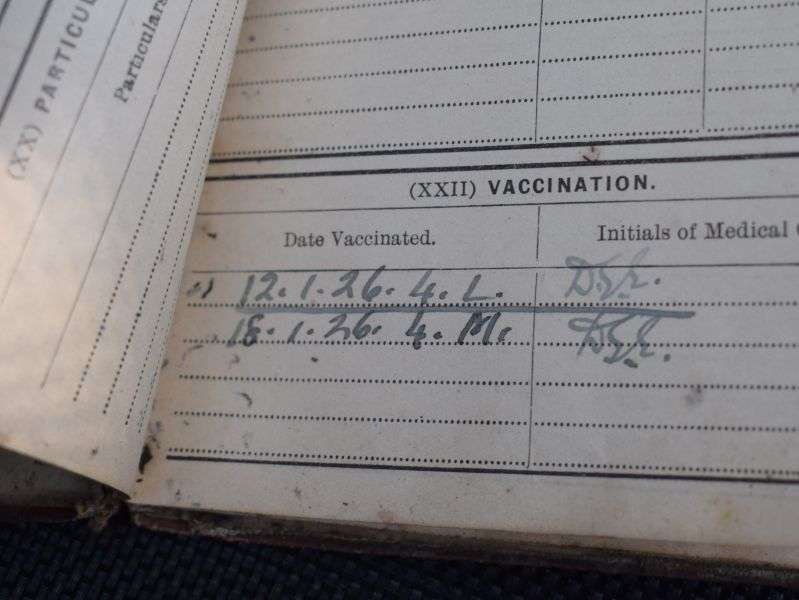 (XX) PARTICUL
Particulars
(XXII) VACCINATION.
Date Vaccinated. Initials of Medical
12.1.26. 4. L.
18.1.26. 4. M.